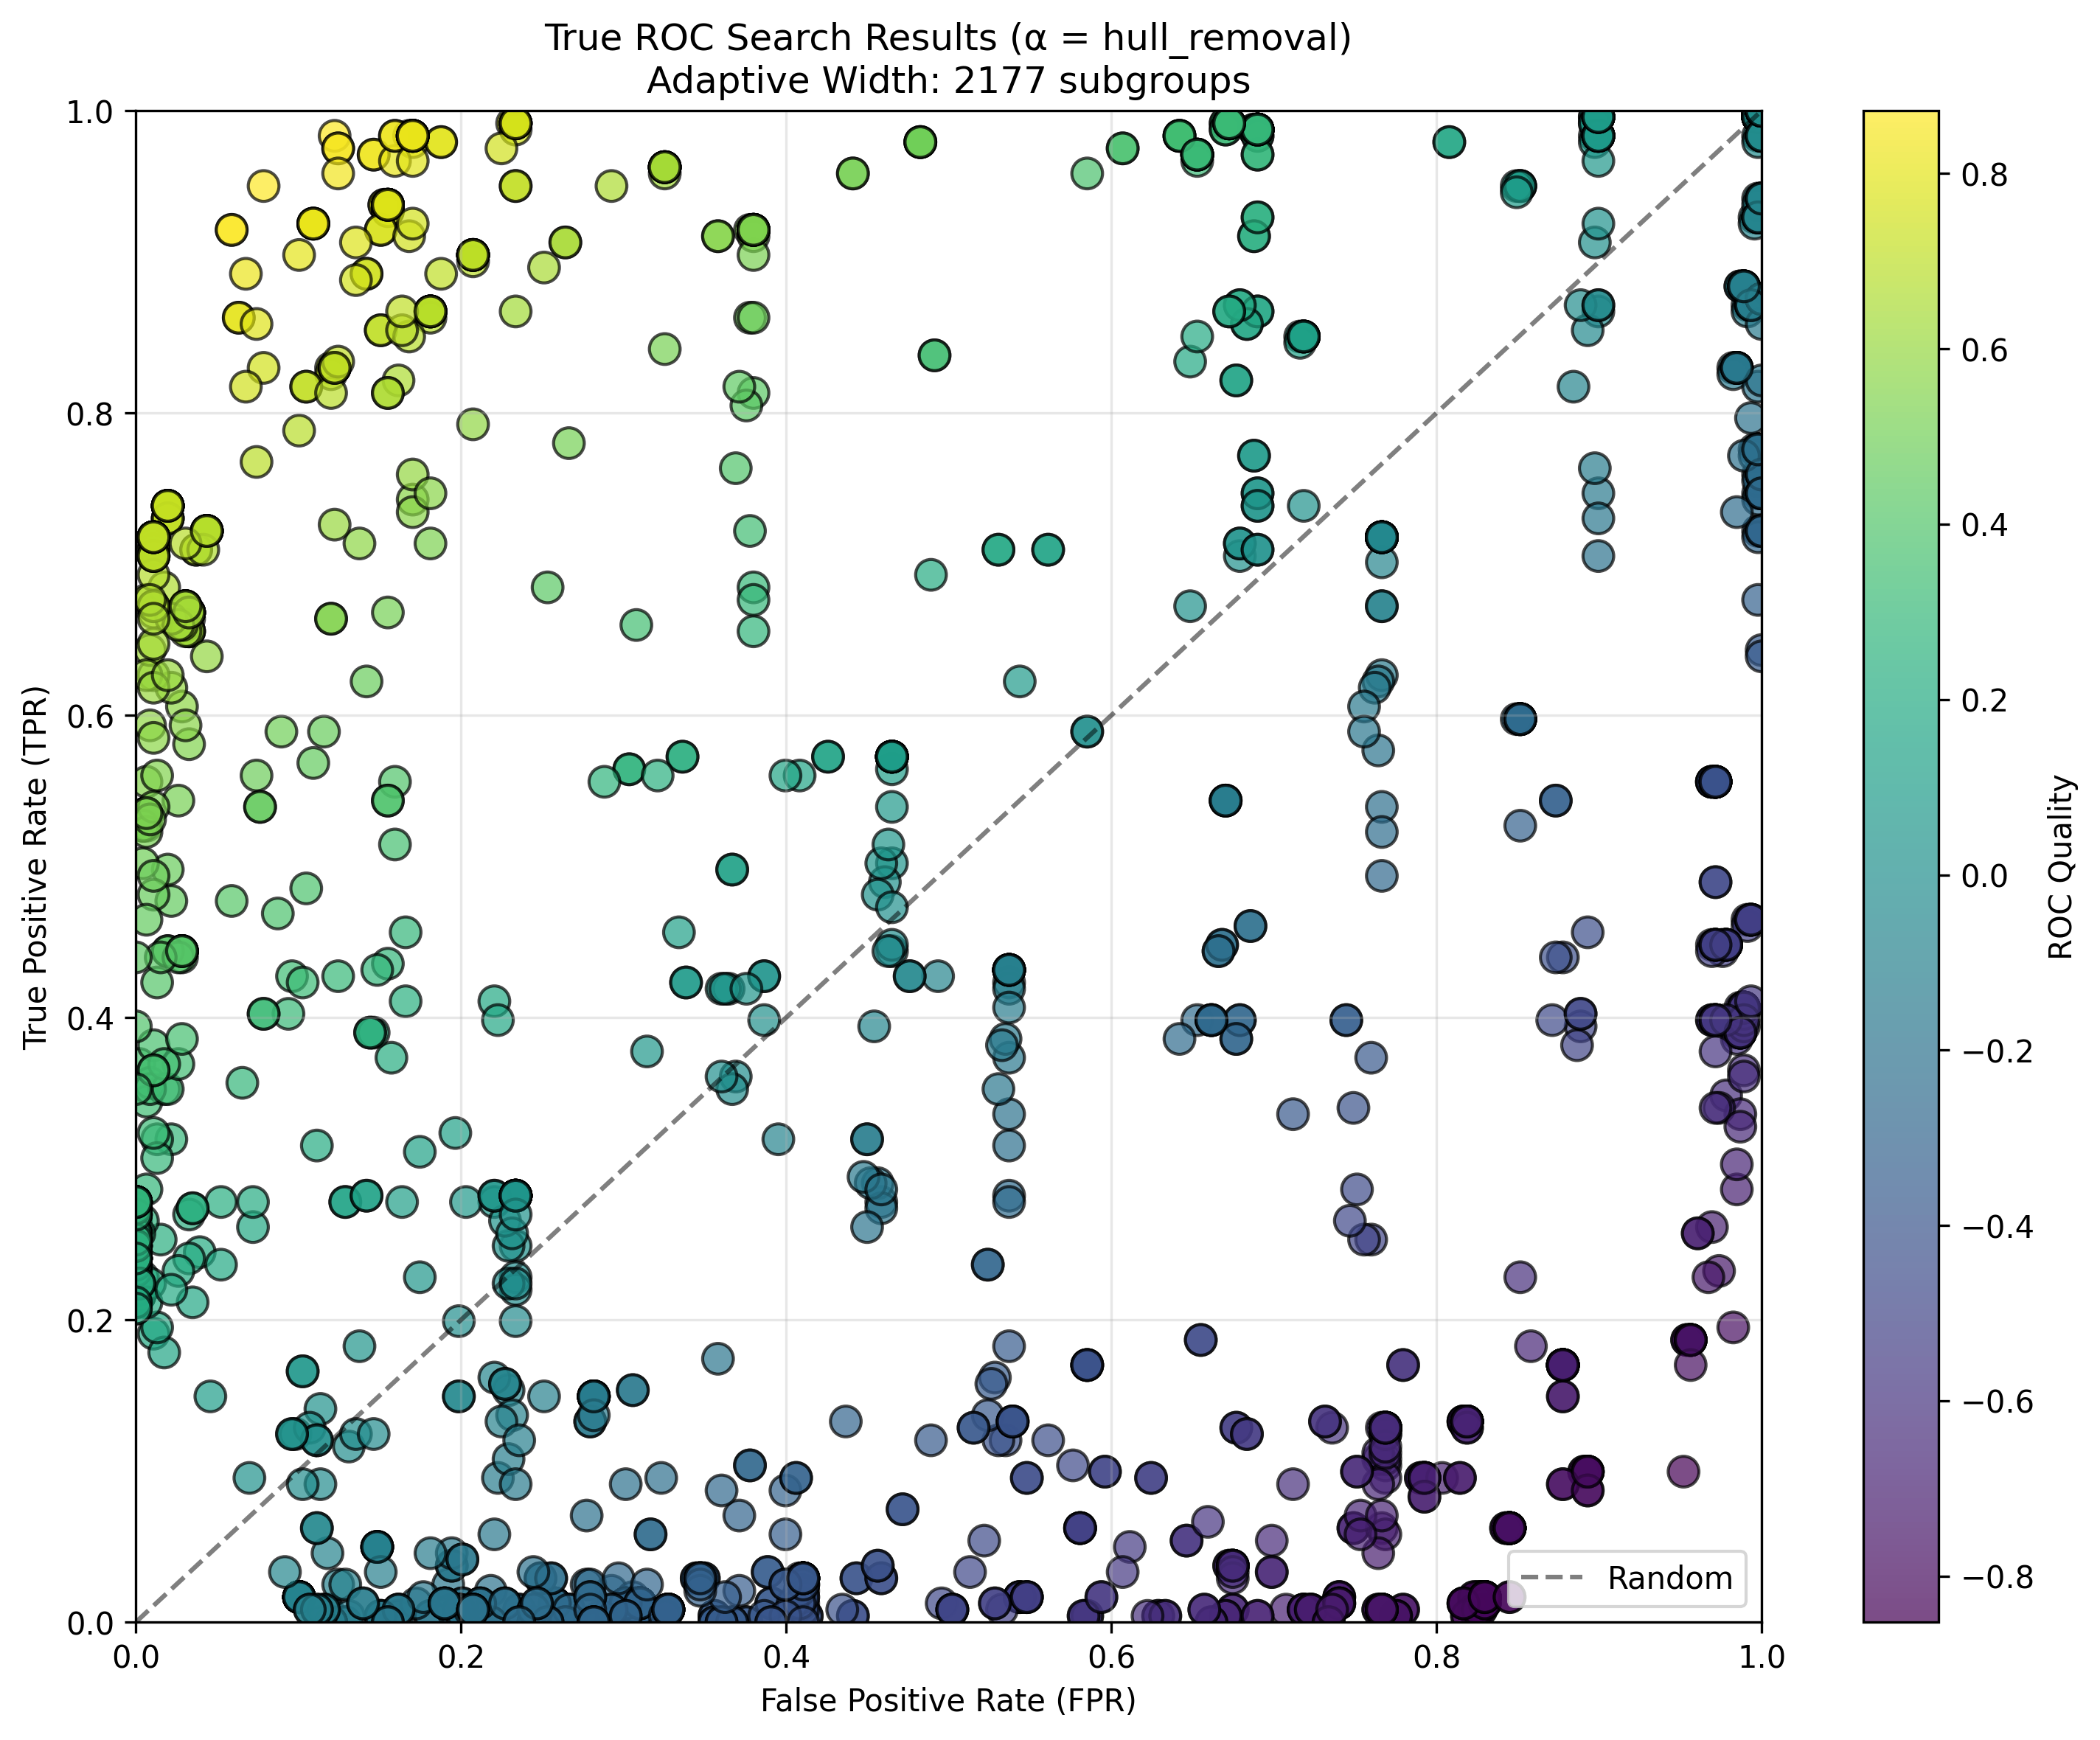 True ROC Search Results (α = hull_removal)
Adaptive Width: 2177 subgroups
True Positive Rate (TPR)
1.0
0.8
0.6
0.4
0.2
0.0
0.0 0.2 0.4 0.6 0.8 1.0
False Positive Rate (FPR)
Random
0.8
0.6
0.4
0.2
0.0
−0.2
−0.4
−0.6
−0.8
ROC Quality